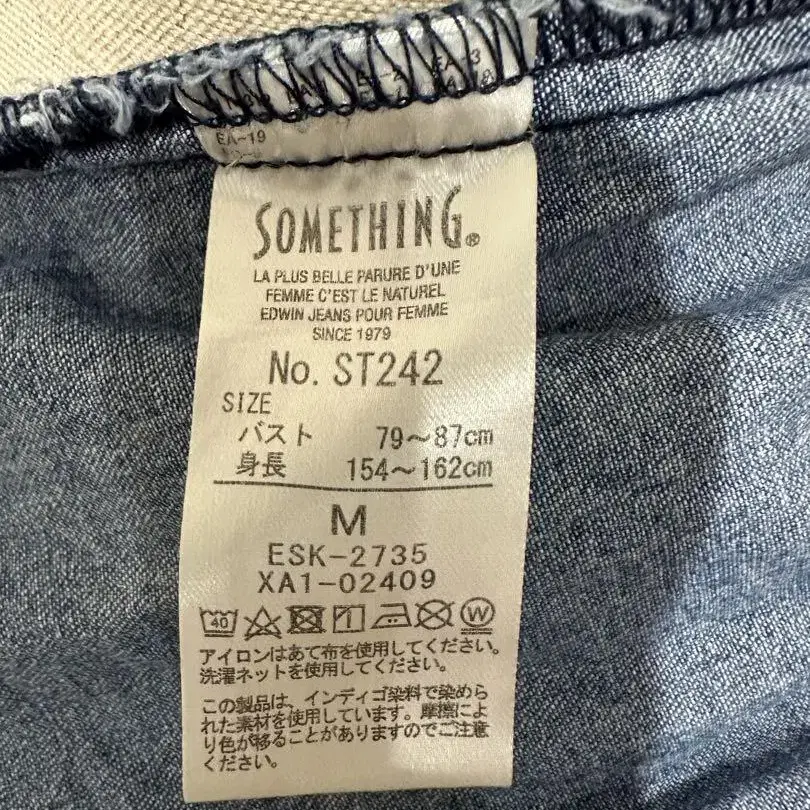 EA-19
SOMETHING®
LA PLUS BELLE PARURE D'UNE
FEMME C'EST LE NATUREL
EDWIN JEANS POUR FEMME
SINCE 1979
No. ST242
SIZE
バスト 79~87cm
身長 154~162cm
M
ESK-2735
XA1-02409
40 W
アイロンはあて布を使用してください。
洗濯ネットを使用してください。
この製品は、インディゴ染料で染めら
れた素材を使用しています。摩擦によ
り色が移ることがありますのでご注意
ください。